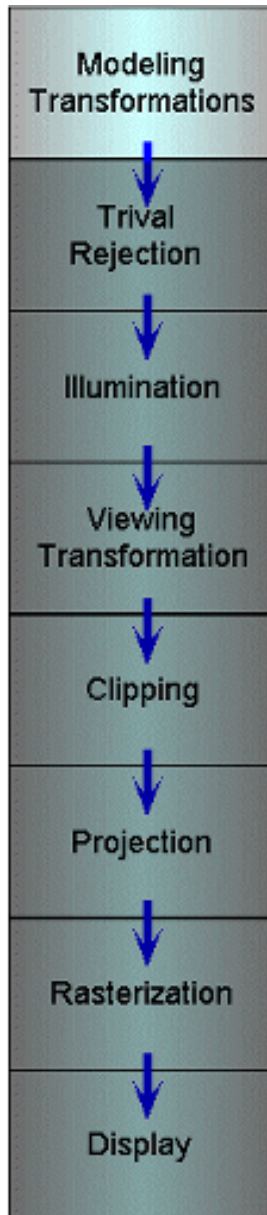 Modeling
Transformations
Trival
Rejection
Illumination
Viewing
Transformation
Clipping
Projection
Rasterization
Display